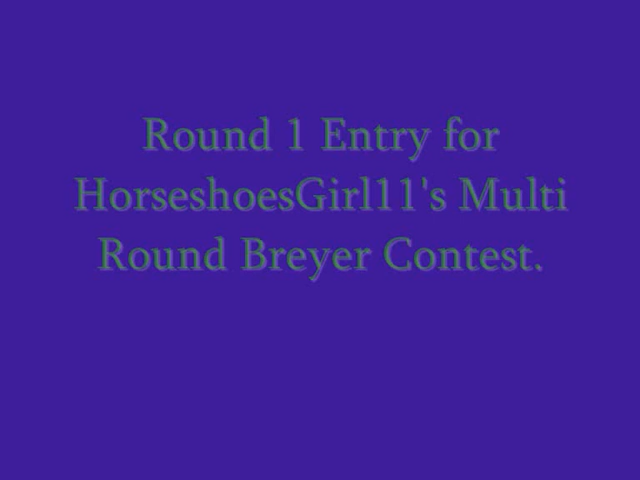 Round 1 Entry for
HorseshoesGirl11's Multi
Round Breyer Contest.